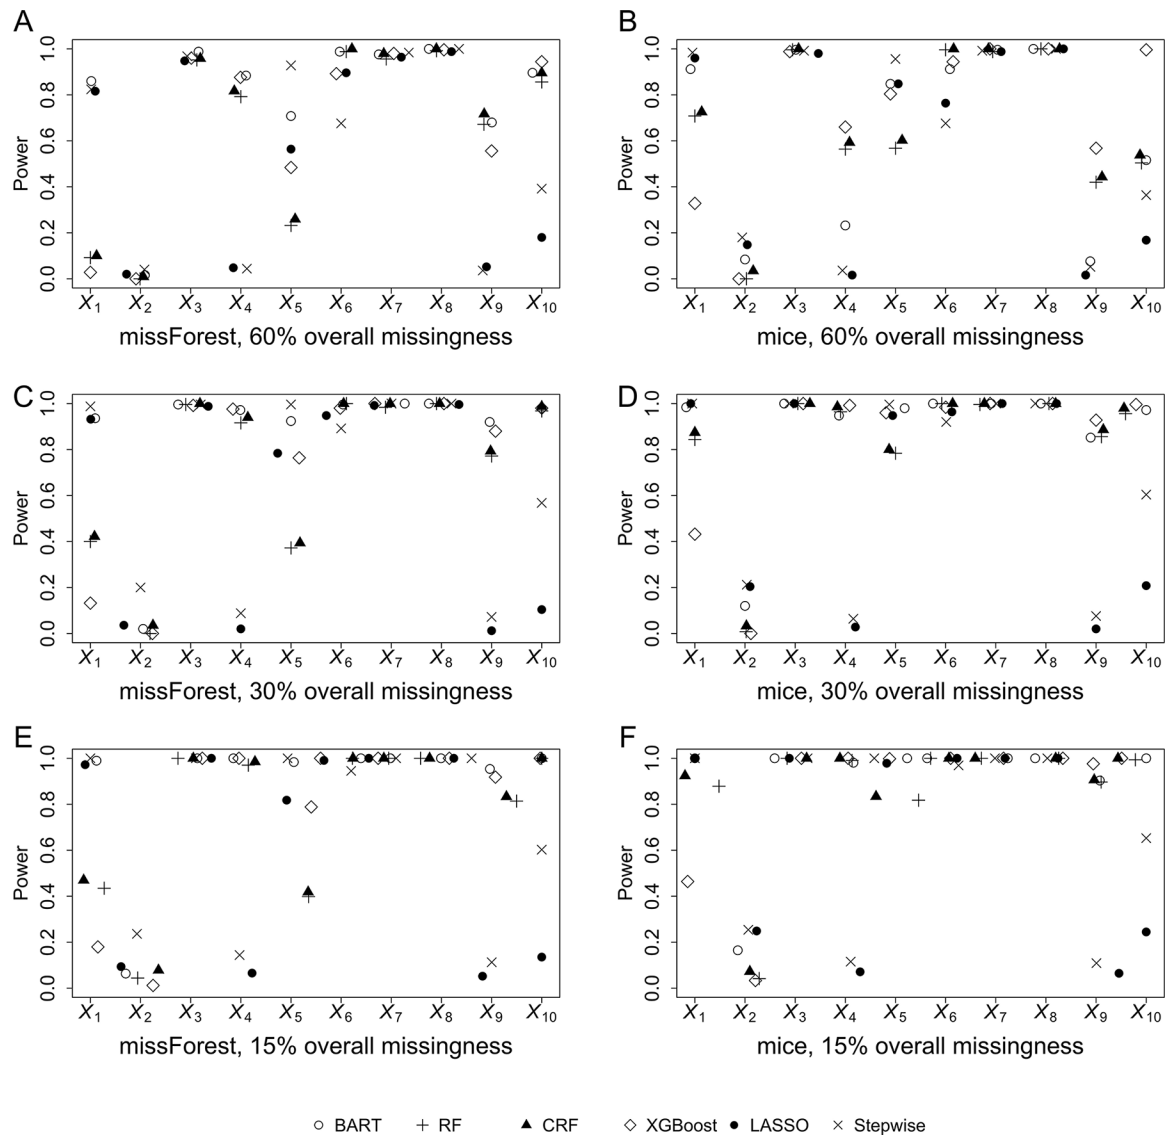 A
B
Power
1.0
0.8
0.6
0.4
0.2
0.0
X1 X2 X3 X4 X5 X6 X7 X8 X9 X10
missForest, 60% overall missingness
Power
1.0
0.8
0.6
0.4
0.2
0.0
X1 X2 X3 X4 X5 X6 X7 X8 X9 X10
mice, 60% overall missingness
C
D
Power
1.0
0.8
0.6
0.4
0.2
0.0
X1 X2 X3 X4 X5 X6 X7 X8 X9 X10
missForest, 30% overall missingness
Power
1.0
0.8
0.6
0.4
0.2
0.0
X1 X2 X3 X4 X5 X6 X7 X8 X9 X10
mice, 30% overall missingness
E
F
Power
1.0
0.8
0.6
0.4
0.2
0.0
X1 X2 X3 X4 X5 X6 X7 X8 X9 X10
missForest, 15% overall missingness
Power
1.0
0.8
0.6
0.4
0.2
0.0
X1 X2 X3 X4 X5 X6 X7 X8 X9 X10
mice, 15% overall missingness
BART RF CRF XGBoost LASSO Stepwise